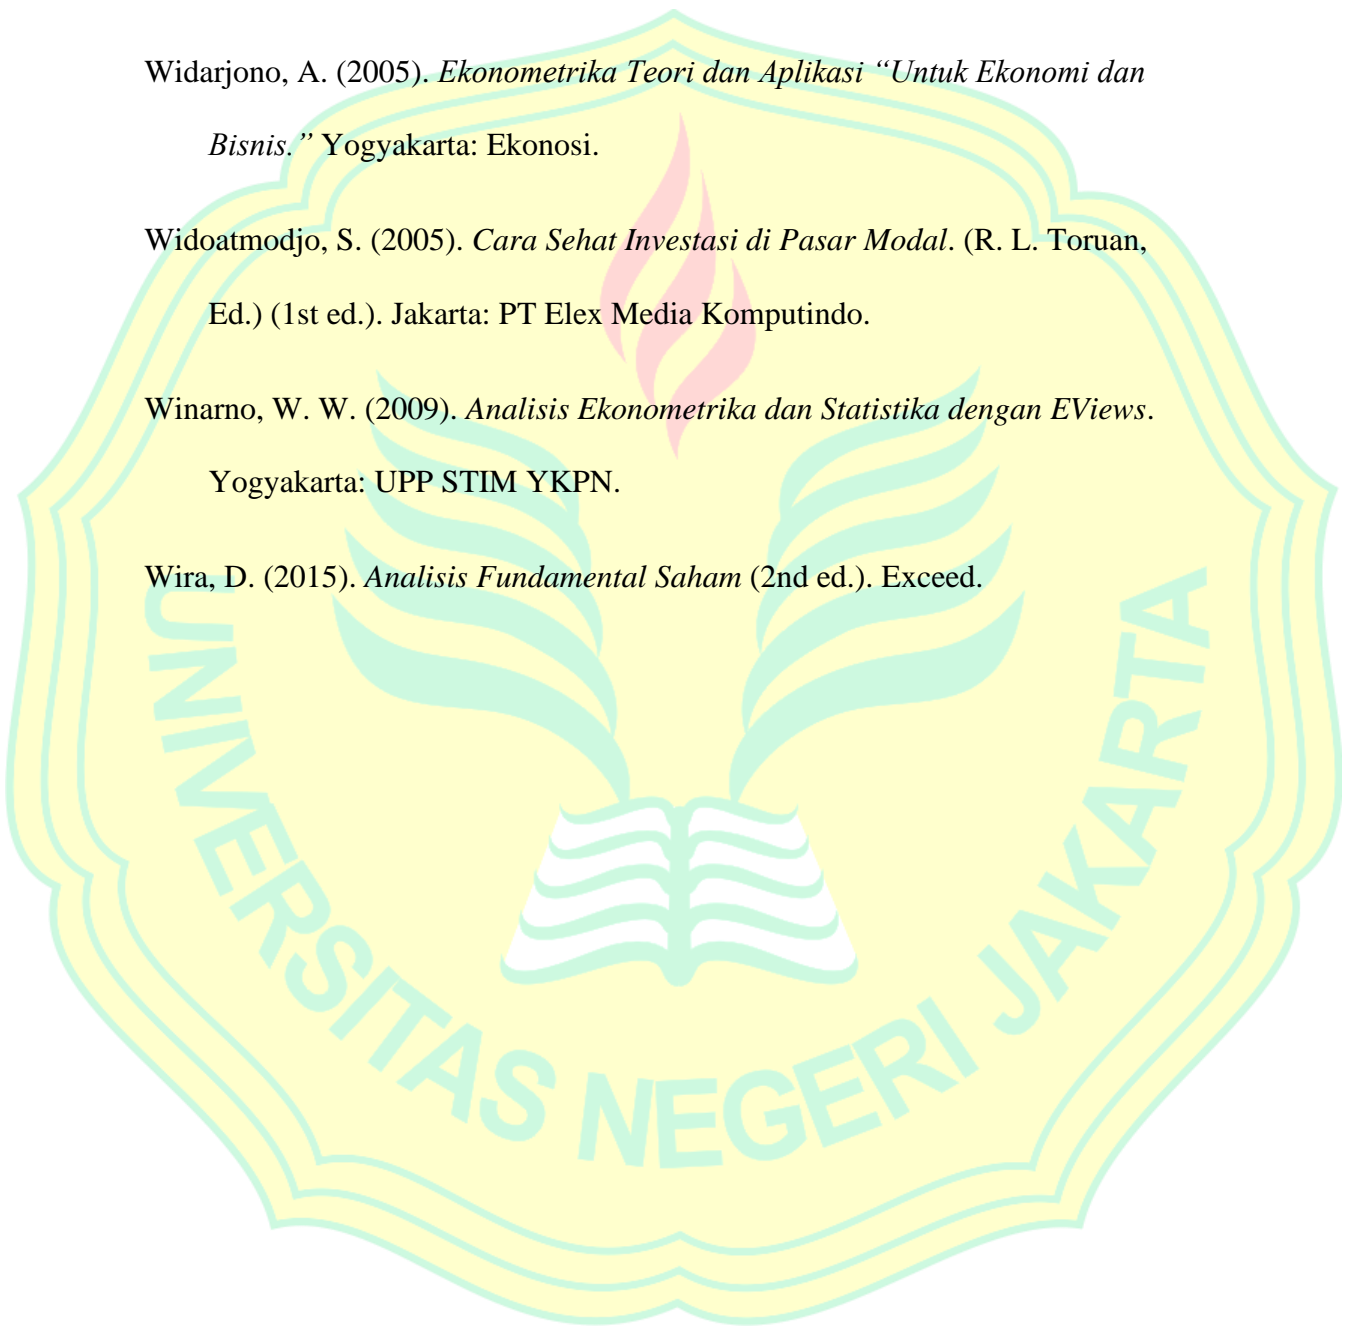 Widarjono, A. (2005). Ekonometrika Teori dan Aplikasi “Untuk Ekonomi dan
Bisnis.” Yogyakarta: Ekonosi.
Widoatmodjo, S. (2005). Cara Sehat Investasi di Pasar Modal. (R. L. Toruan,
Ed.) (1st ed.). Jakarta: PT Elex Media Komputindo.
Winarno, W. W. (2009). Analisis Ekonometrika dan Statistika dengan EViews.
Yogyakarta: UPP STIM YKPN.
Wira, D. (2015). Analisis Fundamental Saham (2nd ed.). Exceed.
UNIVERSITAS NEGERI JAKARTA